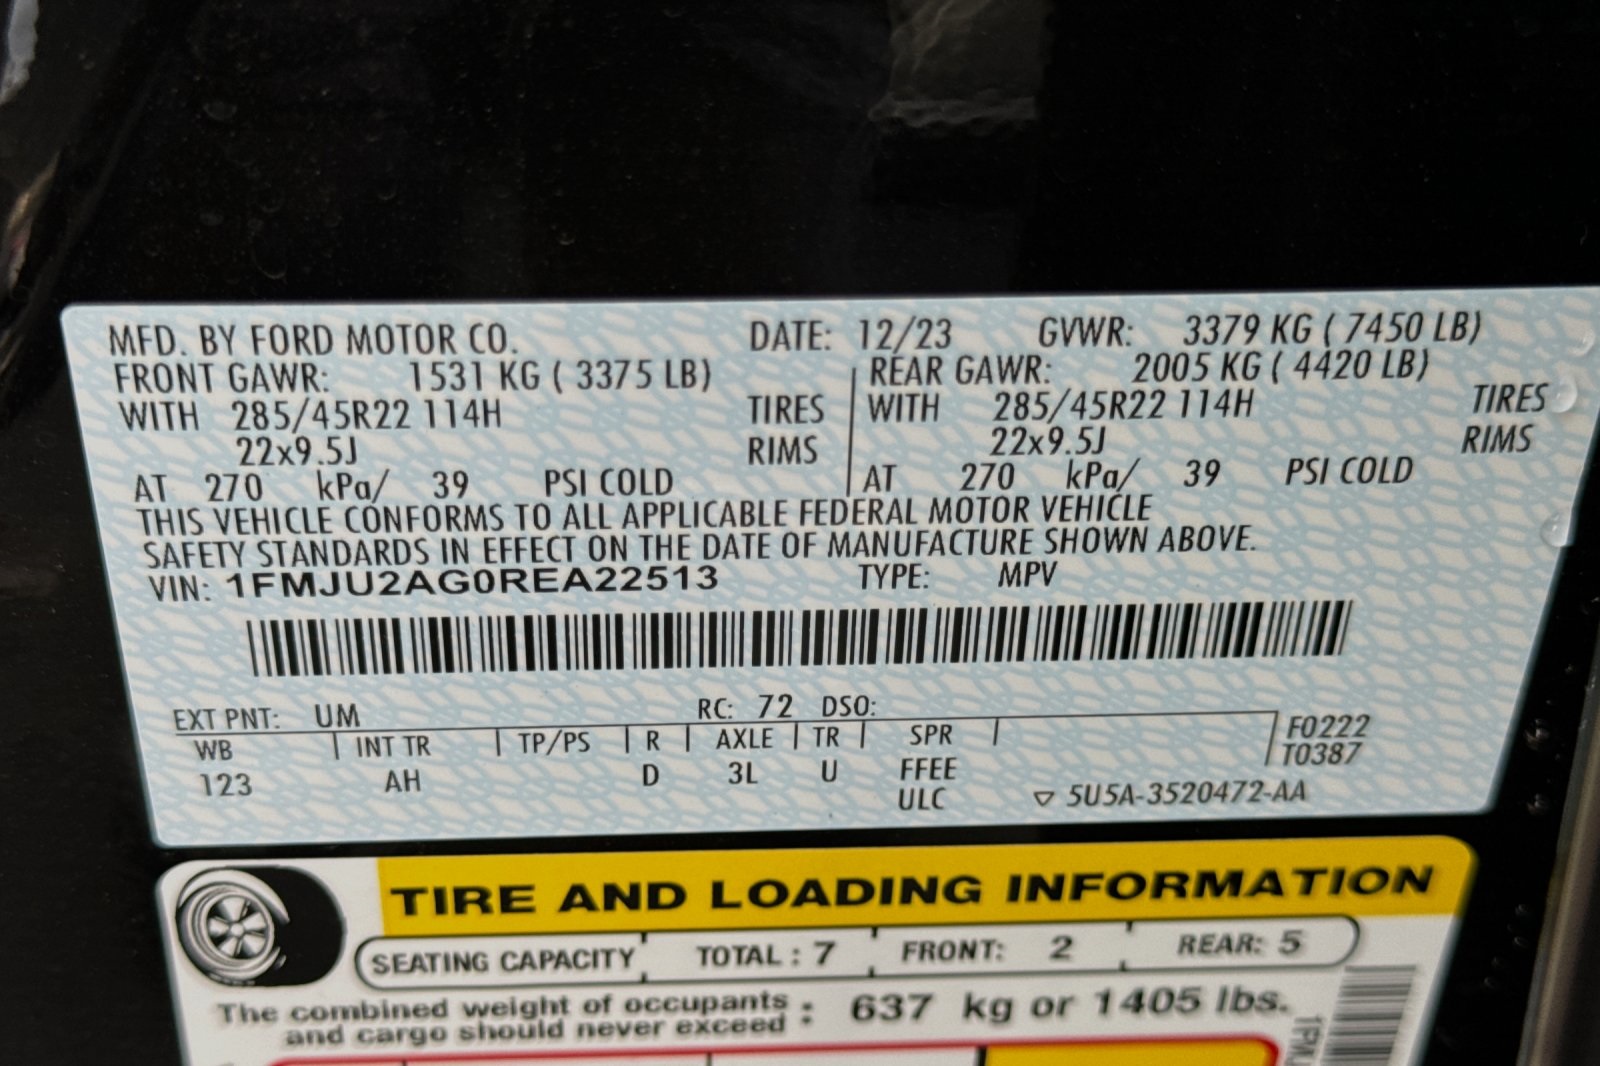 MFD. BY FORD MOTOR CO. DATE: 12/23 GVWR: 3379 KG ( 7450 LB)
FRONT GAWR: 1531 KG ( 3375 LB) REAR GAWR: 2005 KG ( 4420 LB)
WITH 285/45R22 114H TIRES WITH 285/45R22 114H TIRES
22x9.5J RIMS 22x9.5J RIMS
AT 270 kPa/ 39 PSI COLD AT 270 kPa/ 39 PSI COLD
THIS VEHICLE CONFORMS TO ALL APPLICABLE FEDERAL MOTOR VEHICLE
SAFETY STANDARDS IN EFFECT ON THE DATE OF MANUFACTURE SHOWN ABOVE.
VIN: 1FMJU2AG0REA22513 TYPE: MPV
EXT PNT: UM RC: 72 DSO:
WB INT TR TP/PS R AXLE TR SPR F0222
T0387
123 AH D 3L U FFEE
ULC 5U5A-3520472-AA
TIRE AND LOADING INFORMATION
SEATING CAPACITY TOTAL : 7 FRONT: 2 REAR: 5
The combined weight of occupants : 637 kg or 1405 lbs.
and cargo should never exceed